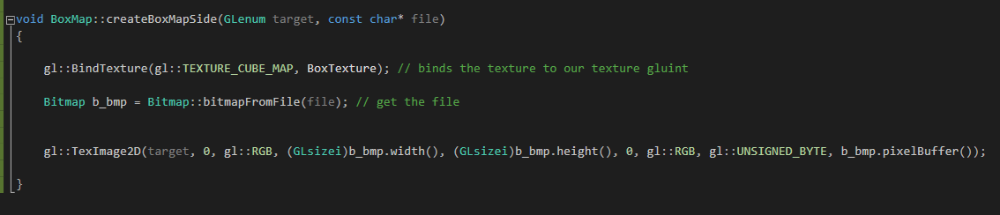 void BoxMap::createBoxMapSide(GLenum target, const char* file)
{
gl::BindTexture(gl::TEXTURE_CUBE_MAP, BoxTexture); // binds the texture to our texture gluint
Bitmap b_bmp = Bitmap::bitmapFromFile(file); // get the file
gl::TexImage2D(target, 0, gl::RGB, (GLsizei)b_bmp.width(), (GLsizei)b_bmp.height(), 0, gl::RGB, gl::UNSIGNED_BYTE, b_bmp.pixelBuffer());
}